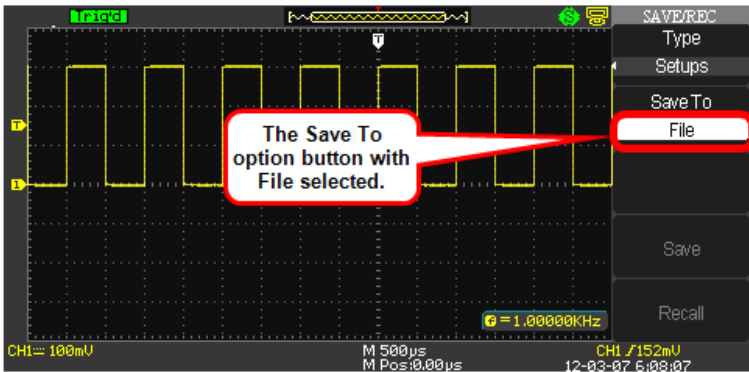 Trig'd
SAVE/REC
T
Type
Setups
Save To
File
The Save To
option button with
File selected.
T
1
Save
Recall
f = 1.00000KHz
CH1 100mV
M 500µs
CH1 152mV
M Pos:0.00µs
12-03-07 6:08:07